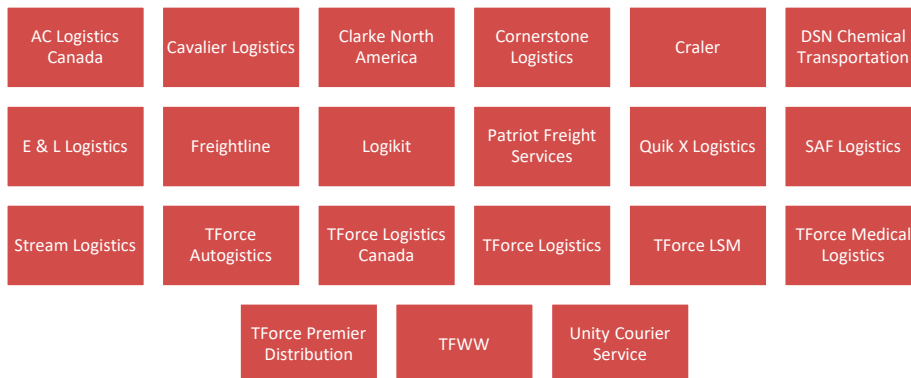 AC Logistics
Canada
Cavalier Logistics
Clarke North
America
Cornerstone
Logistics
Craler
DSN Chemical
Transportation
E & L Logistics
Freightline
Logikit
Patriot Freight
Services
Quik X Logistics
SAF Logistics
Stream Logistics
TForce
Autogistics
TForce Logistics
Canada
TForce Logistics
TForce LSM
TForce Medical
Logistics
TForce Premier
Distribution
TFWW
Unity Courier
Service